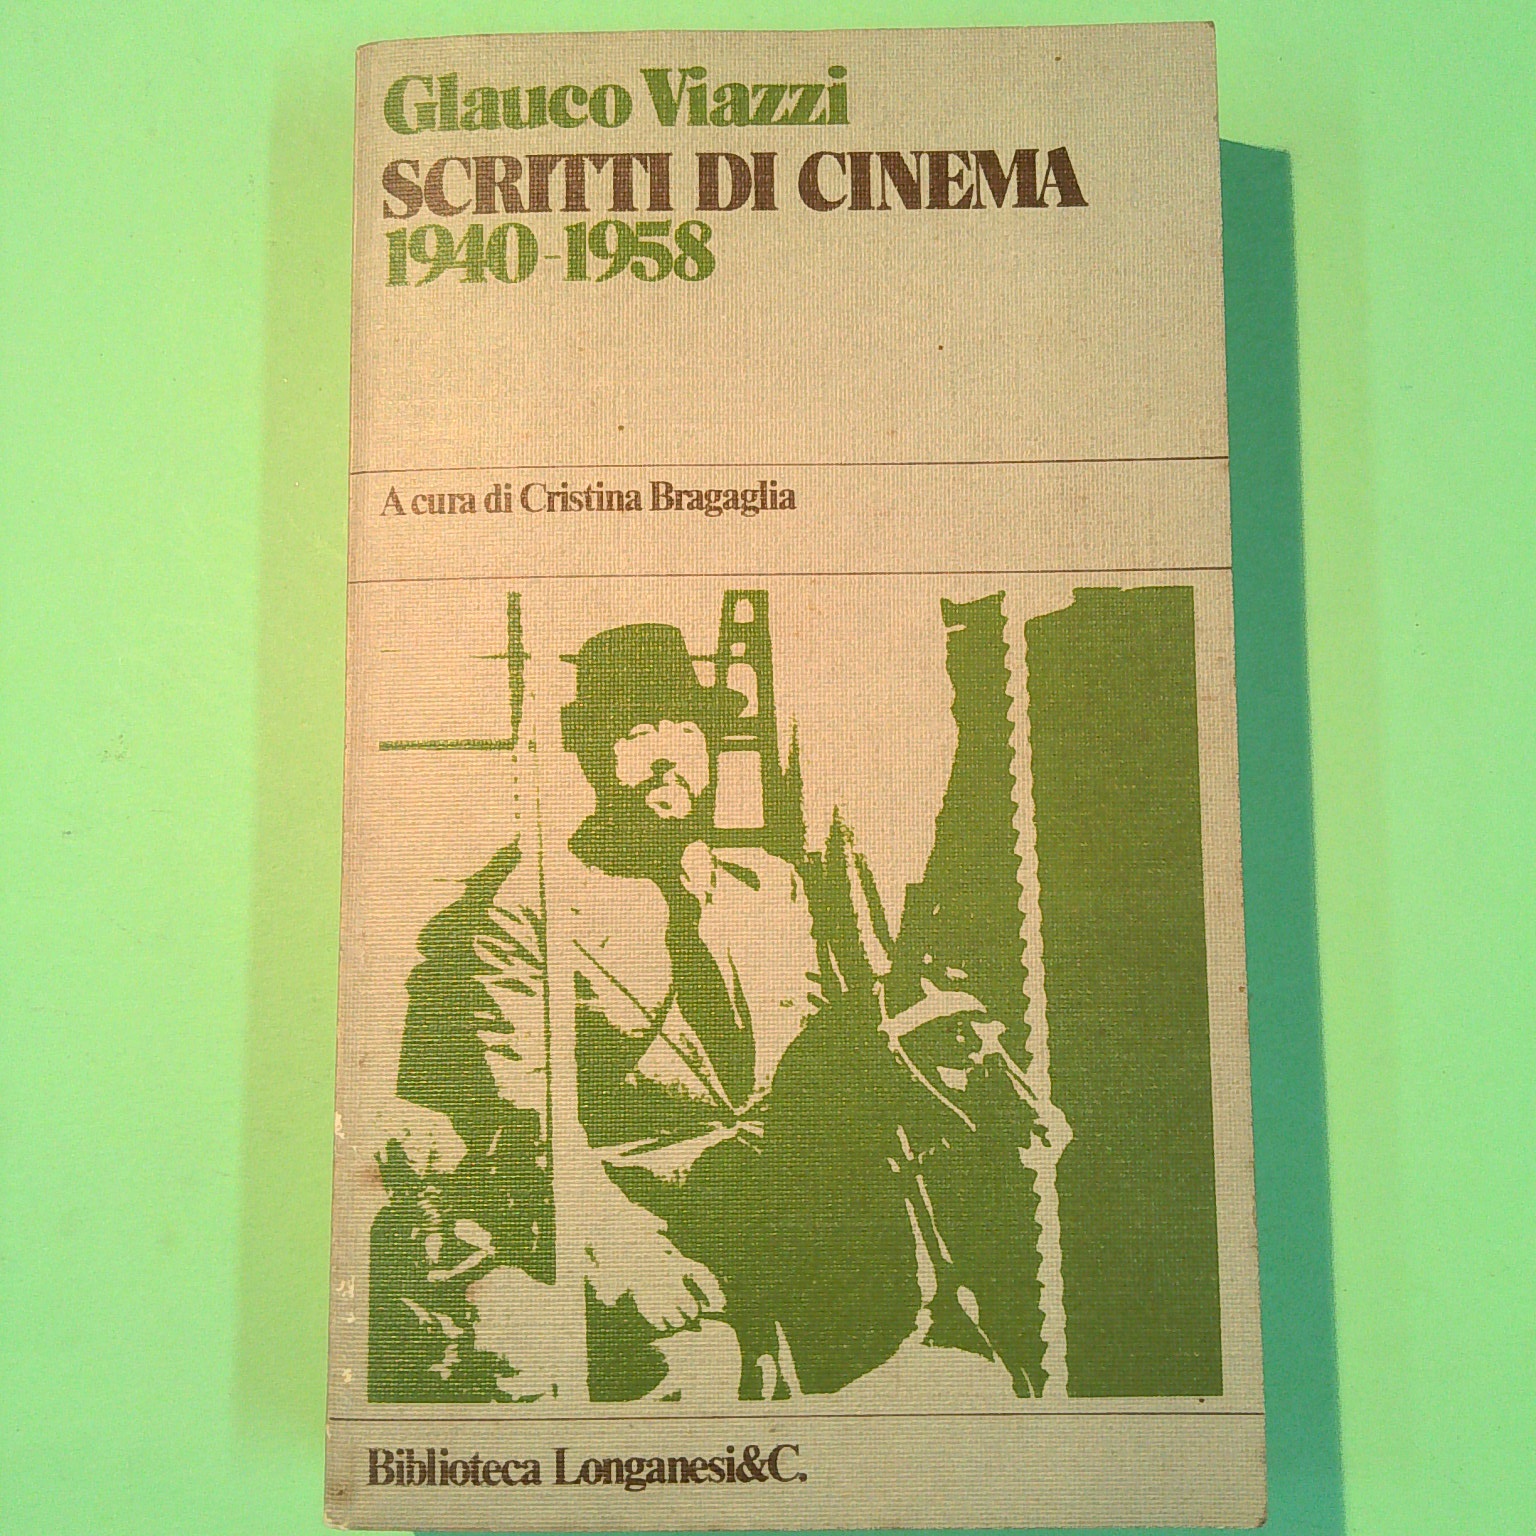 Glauco Viazzi
SCRITTI DI CINEMA
1940-1958
A cura di Cristina Bragaglia
Biblioteca Longanesi&C.